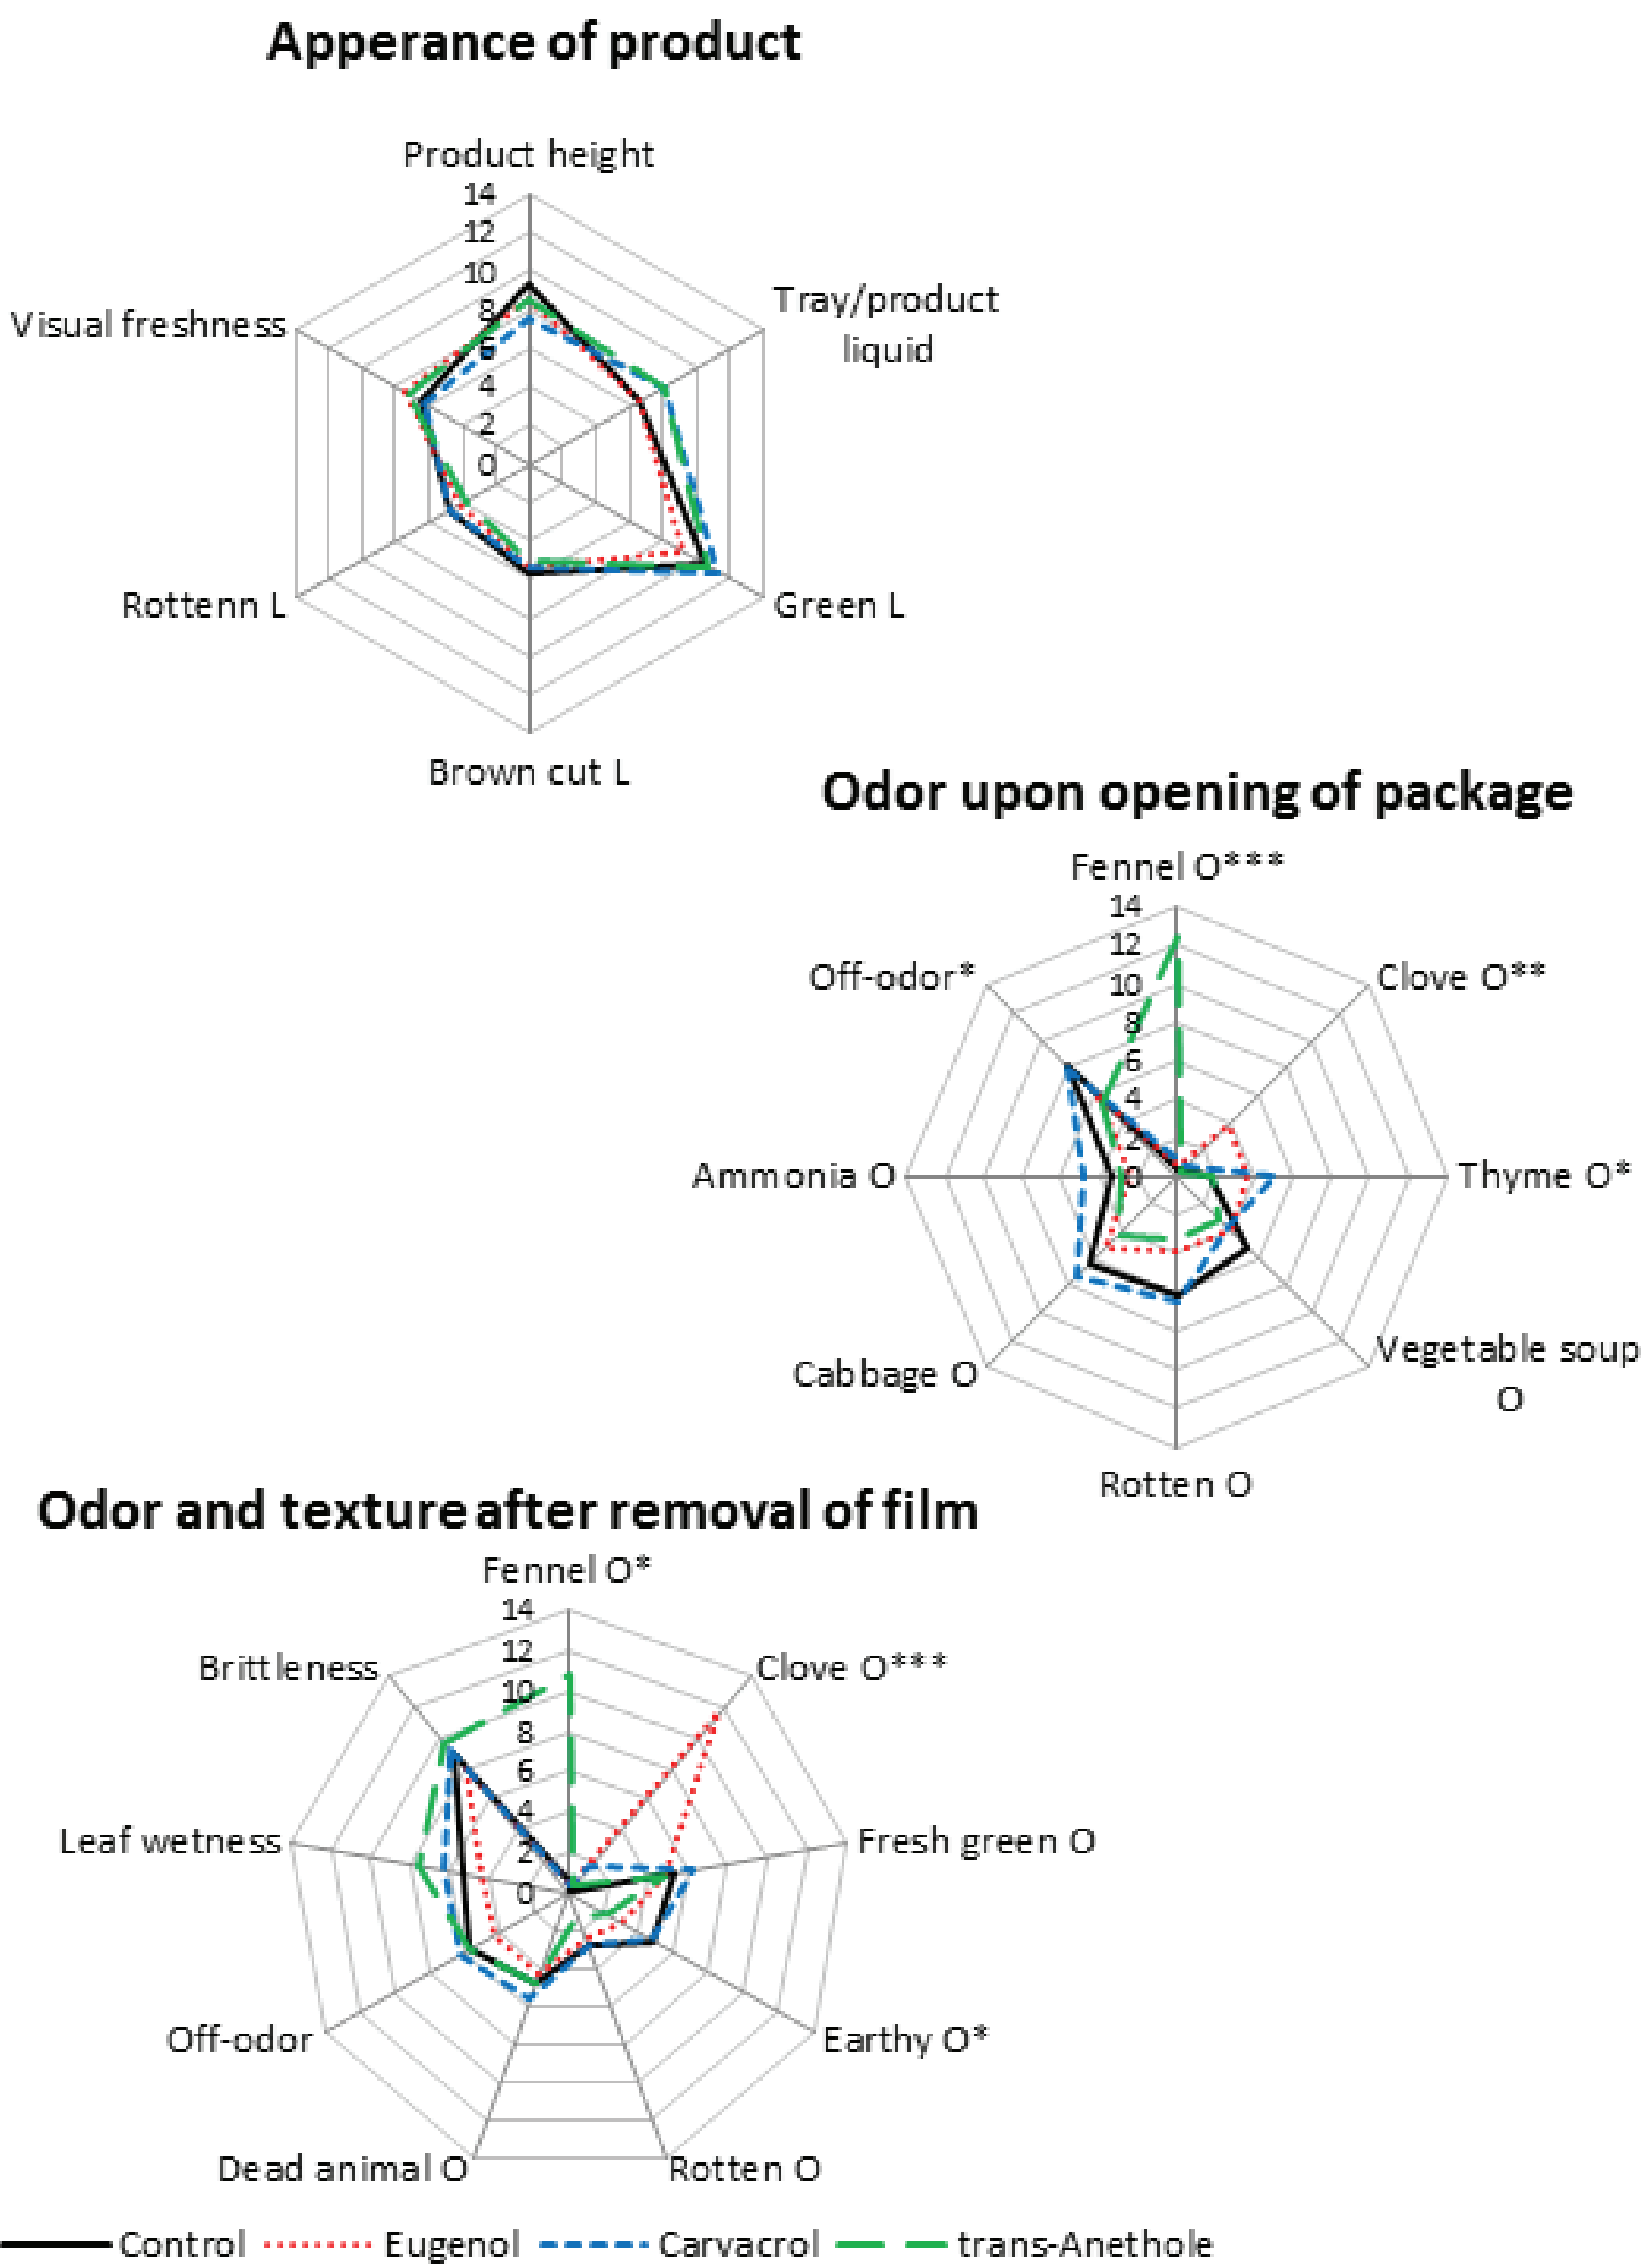 Apperance of product
Product height
14
12
10
8
6
4
2
0
Visual freshness
Tray/product
liquid
Rottenn L
Green L
Brown cut L
Odor upon opening of package
Fennel O***
14
12
10
8
6
4
2
0
Off-odor*
Clove O**
Ammonia O
Thyme O*
Cabbage O
Vegetable soup
O
Rotten O
Odor and texture after removal of film
Fennel O*
14
12
10
8
6
4
2
0
Brittleness
Clove O***
Leaf wetness
Fresh green O
Off-odor
Earthy O*
Dead animal O
Rotten O
Control Eugenol Carvacrol trans-Anethole